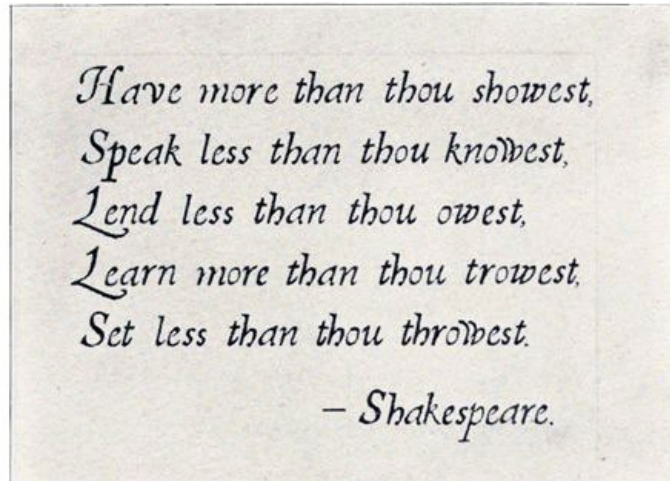 Have more than thou showest,
Speak less than thou knowest,
Lend less than thou owest,
Learn more than thou trowest,
Set less than thou throwest.
– Shakespeare.